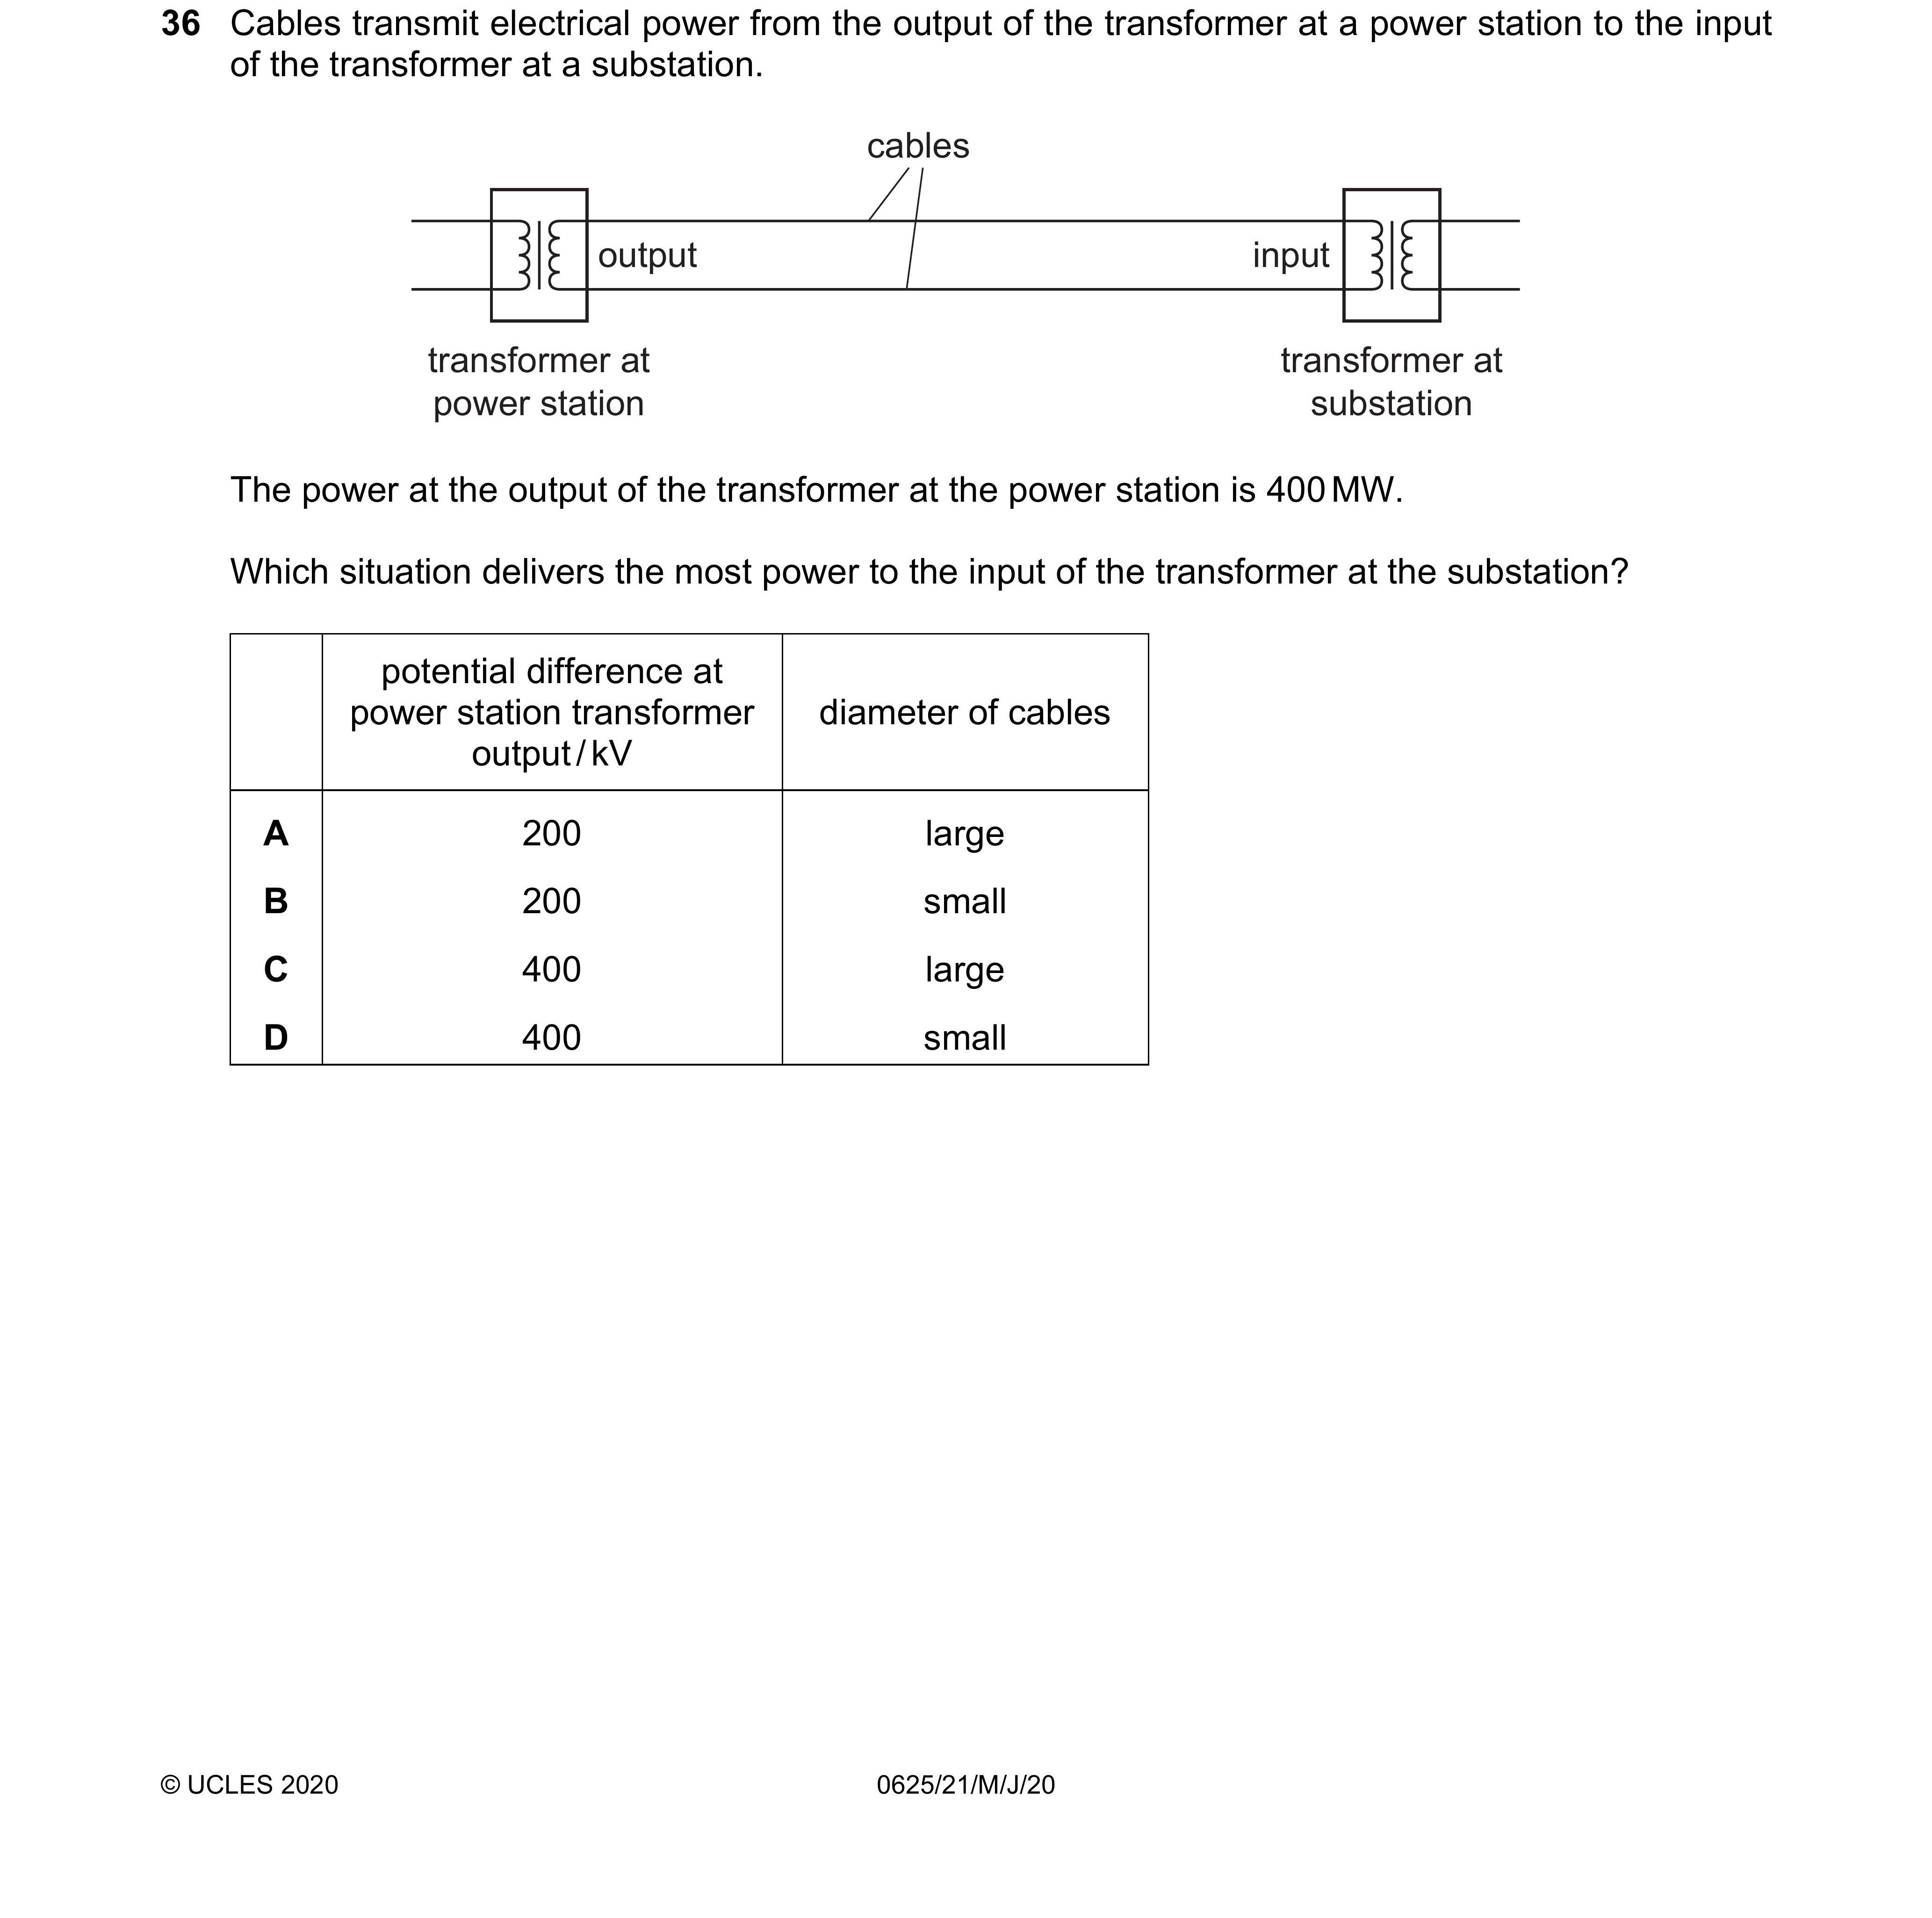 36 Cables transmit electrical power from the output of the transformer at a power station to the input
of the transformer at a substation.
cables
output
input
transformer at
power station
transformer at
substation
The power at the output of the transformer at the power station is 400 MW.
Which situation delivers the most power to the input of the transformer at the substation?
potential difference at
power station transformer
output / kV
diameter of cables
A 200 large
B 200 small
C 400 large
D 400 small
© UCLES 2020
0625/21/M/J/20